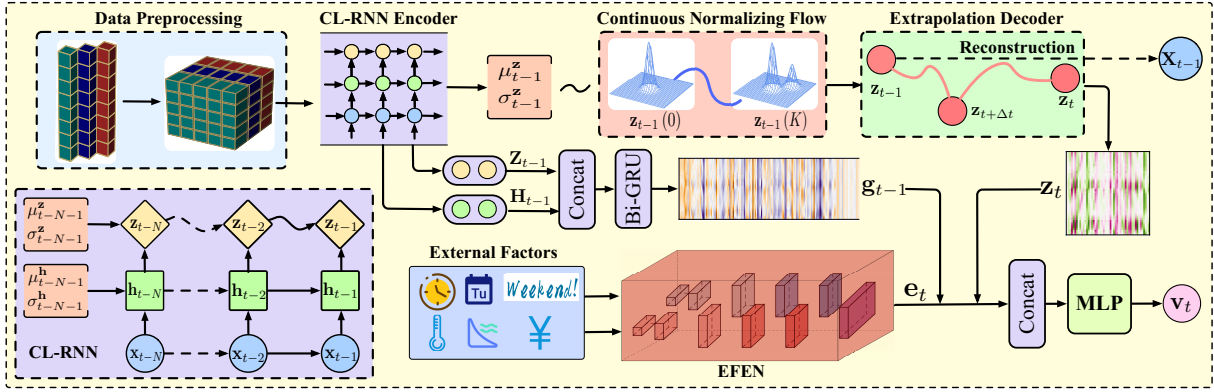 Data Preprocessing
CL-RNN Encoder
Continuous Normalizing Flow
Extrapolation Decoder
μ^z_{t-1}
σ^z_{t-1}
z_{t-1}(0)
z_{t-1}(K)
Reconstruction
z_{t-1}
z_{t+Δt}
z_t
X_{t-1}
Z_{t-1}
H_{t-1}
Concat
Bi-GRU
g_{t-1}
z_t
μ^z_{t-N-1}
σ^z_{t-N-1}
z_{t-N}
z_{t-2}
z_{t-1}
μ^h_{t-N-1}
σ^h_{t-N-1}
h_{t-N}
h_{t-2}
h_{t-1}
CL-RNN
x_{t-N}
x_{t-2}
x_{t-1}
External Factors
Tu
Weekend!
¥
EFEN
e_t
Concat
MLP
v_t